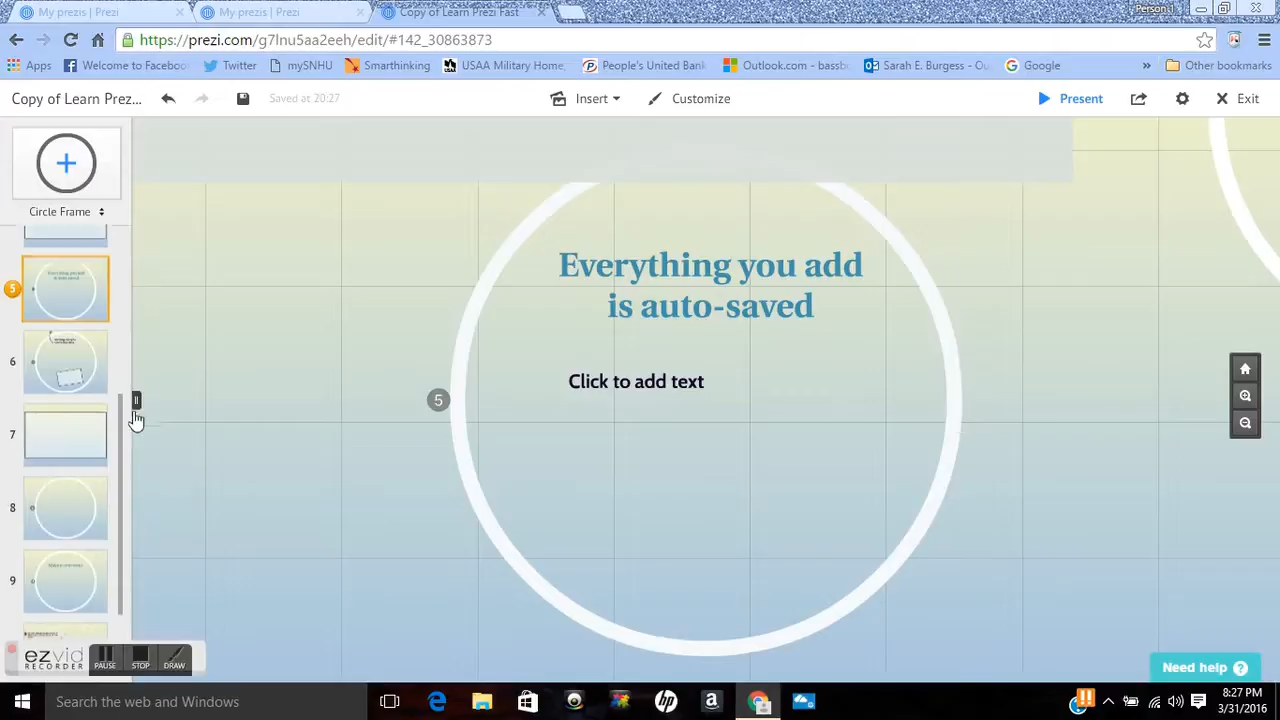 My prezis | Prezi
My prezis | Prezi
Copy of Learn Prezi Fast
Person 1
https://prezi.com/g7lnu5aa2eeh/edit/#142_30863873
Apps
Welcome to Faceboo
Twitter
mySNHU
Smarthinking
USAA Military Home,
People's United Bank
Outlook.com - bassb
Sarah E. Burgess - Ou
Google
»
Other bookmarks
Copy of Learn Prez...
Saved at 20:27
Insert
Customize
Present
Exit
Circle Frame
Everything you add
is auto-saved
Click to add text
5
5
6
7
8
9
ezvid
RECORDER
PAUSE
STOP
DRAW
Need help ?
Search the web and Windows
8:27 PM
3/31/2016